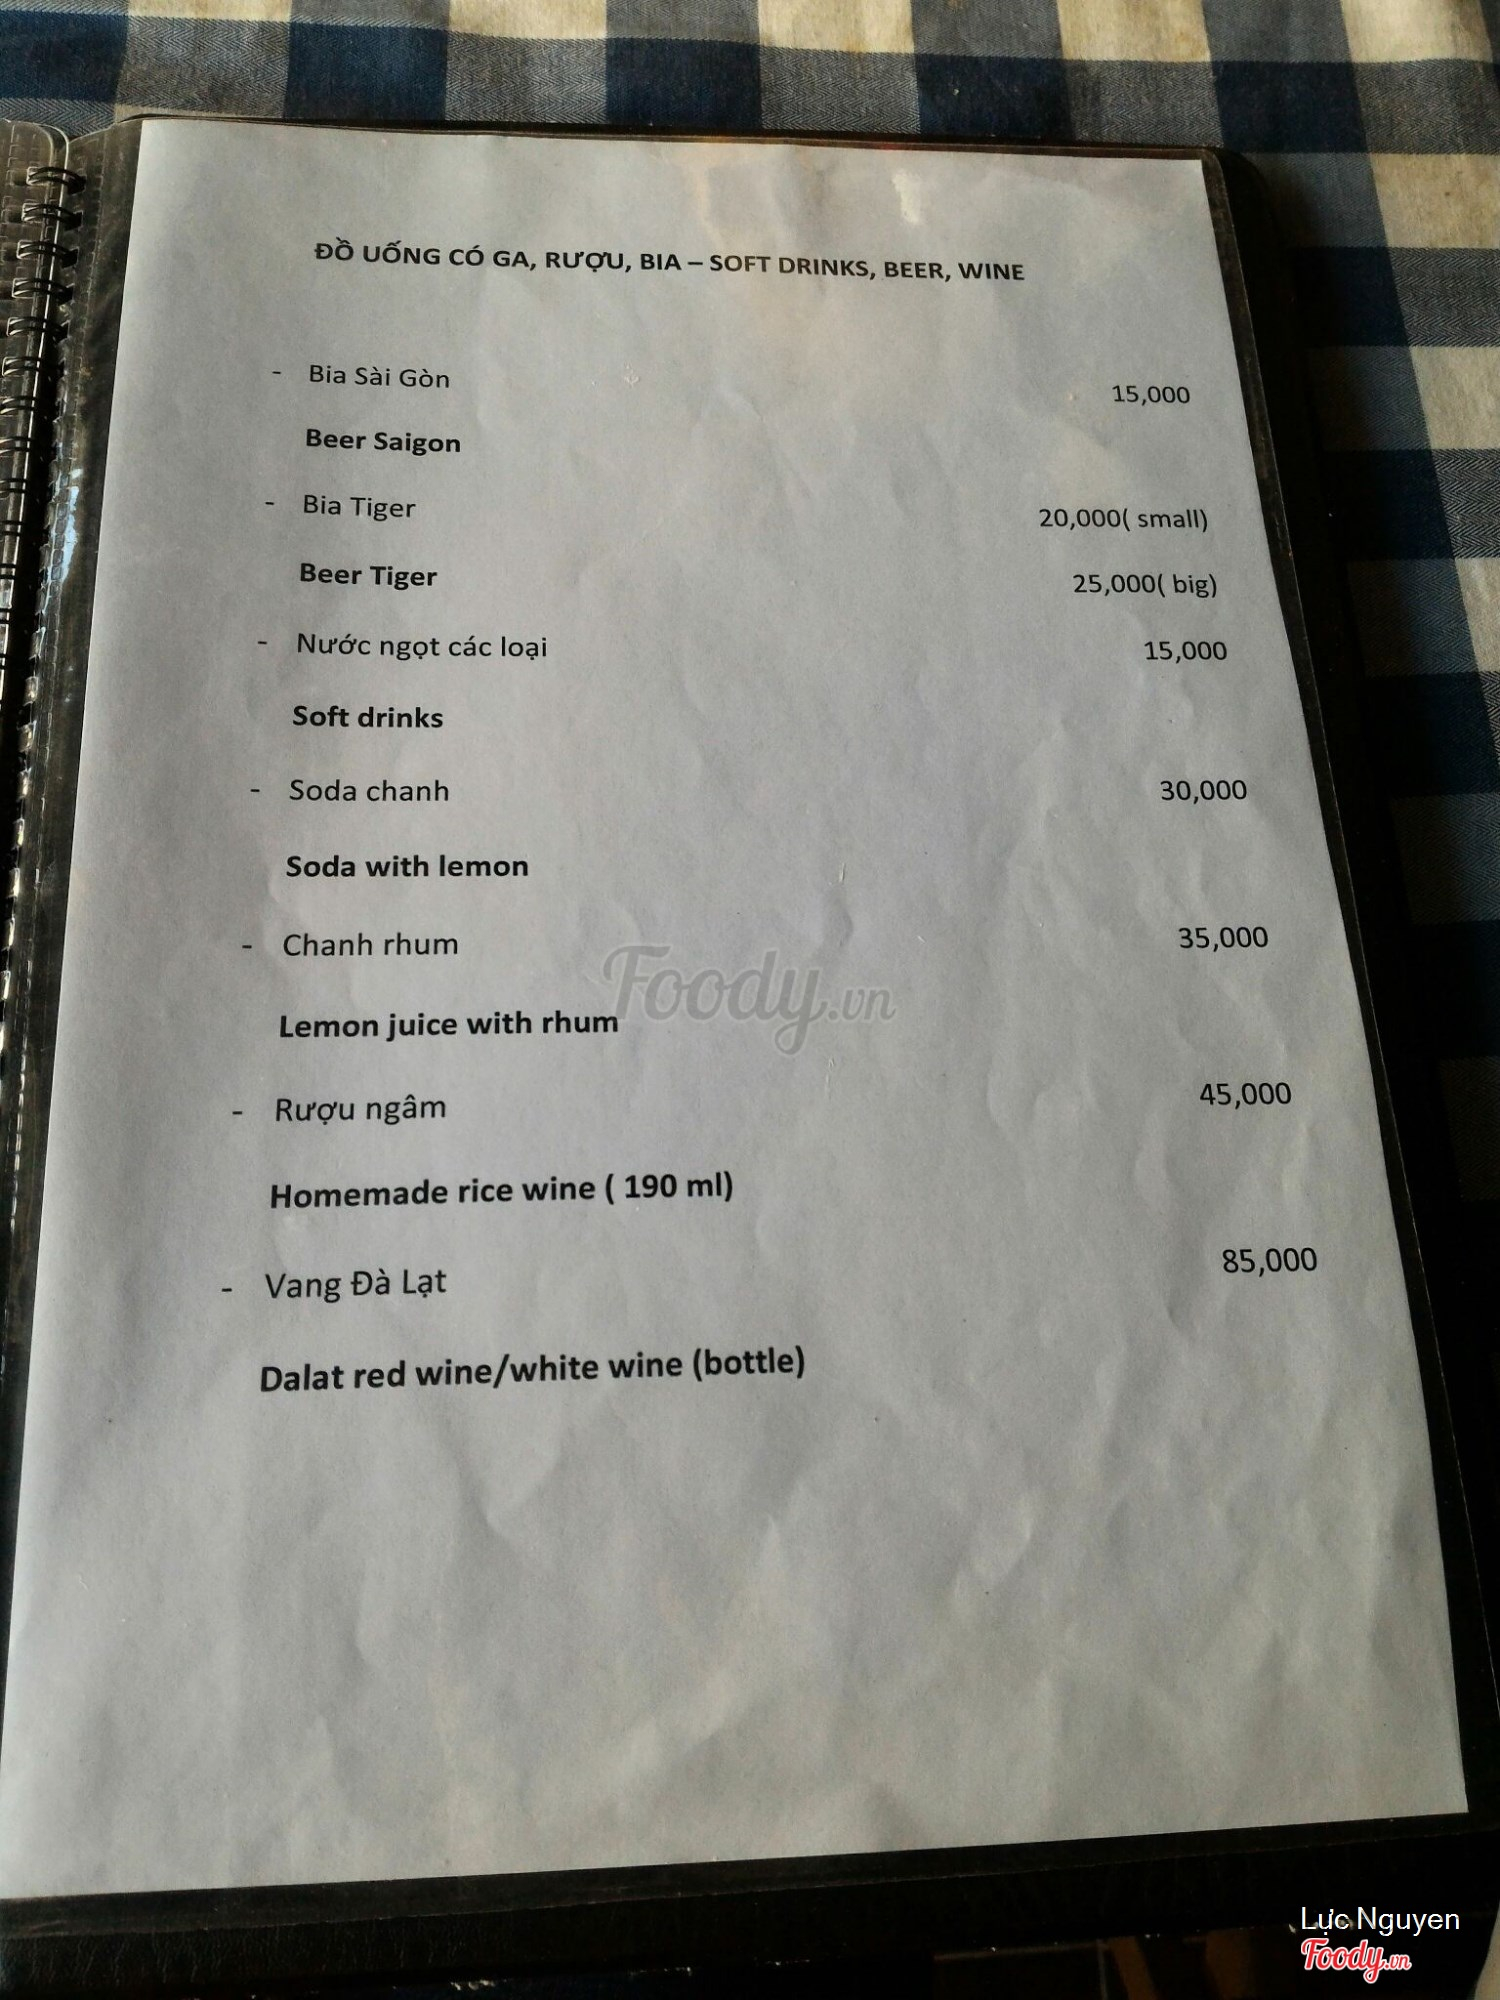 ĐỒ UỐNG CÓ GA, RƯỢU, BIA – SOFT DRINKS, BEER, WINE
- Bia Sài Gòn 15,000
Beer Saigon
- Bia Tiger 20,000( small)
Beer Tiger 25,000( big)
- Nước ngọt các loại 15,000
Soft drinks
- Soda chanh 30,000
Soda with lemon
- Chanh rhum 35,000
Lemon juice with rhum
- Rượu ngâm 45,000
Homemade rice wine ( 190 ml)
- Vang Đà Lạt 85,000
Dalat red wine/white wine (bottle)
Foody.vn
Lực Nguyen
Foody.vn